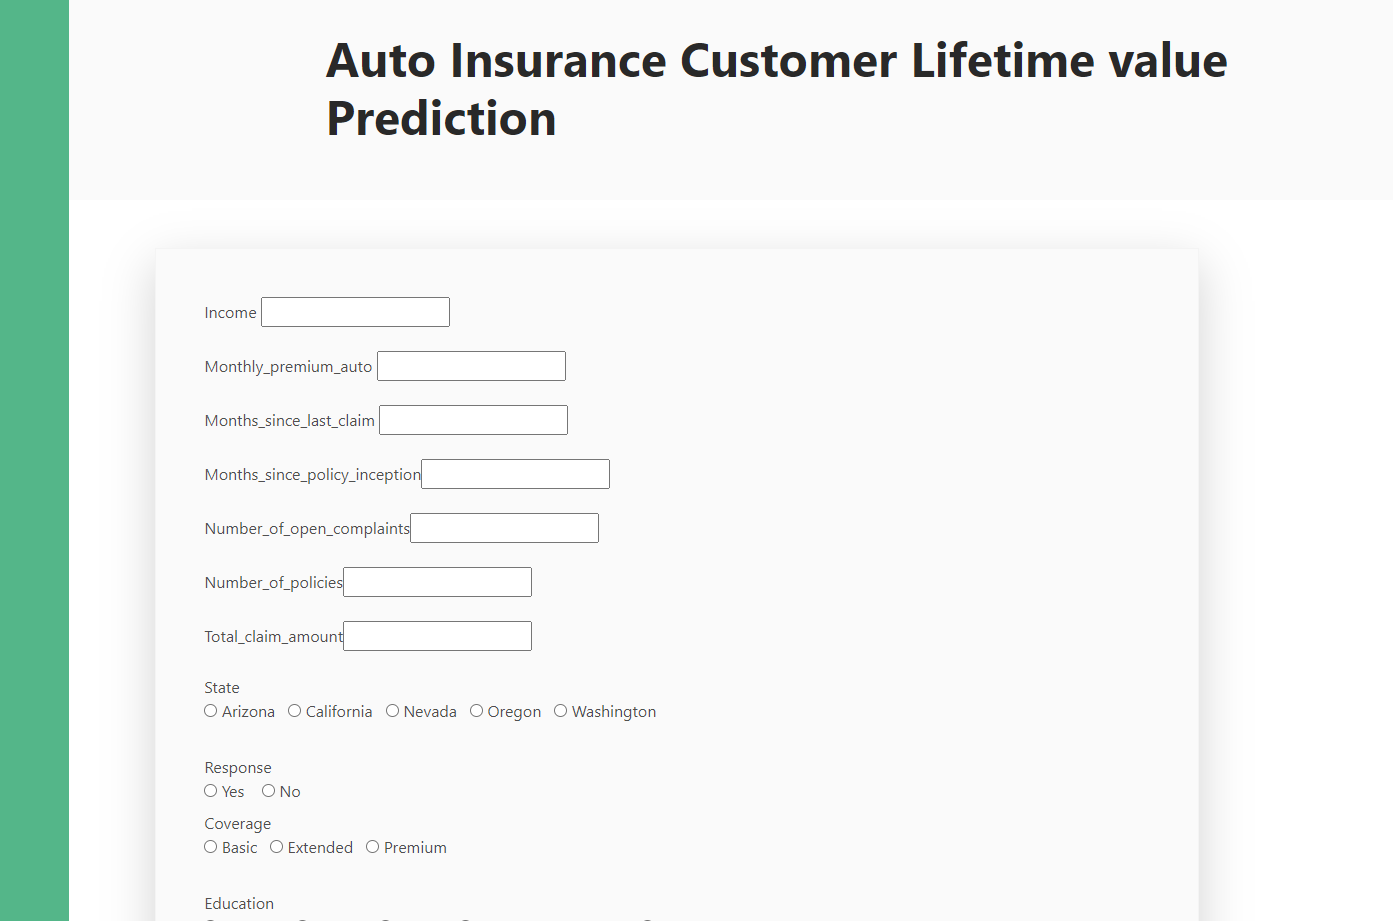 Auto Insurance Customer Lifetime value
Prediction
Income
Monthly_premium_auto
Months_since_last_claim
Months_since_policy_inception
Number_of_open_complaints
Number_of_policies
Total_claim_amount
State
Arizona California Nevada Oregon Washington
Response
Yes No
Coverage
Basic Extended Premium
Education